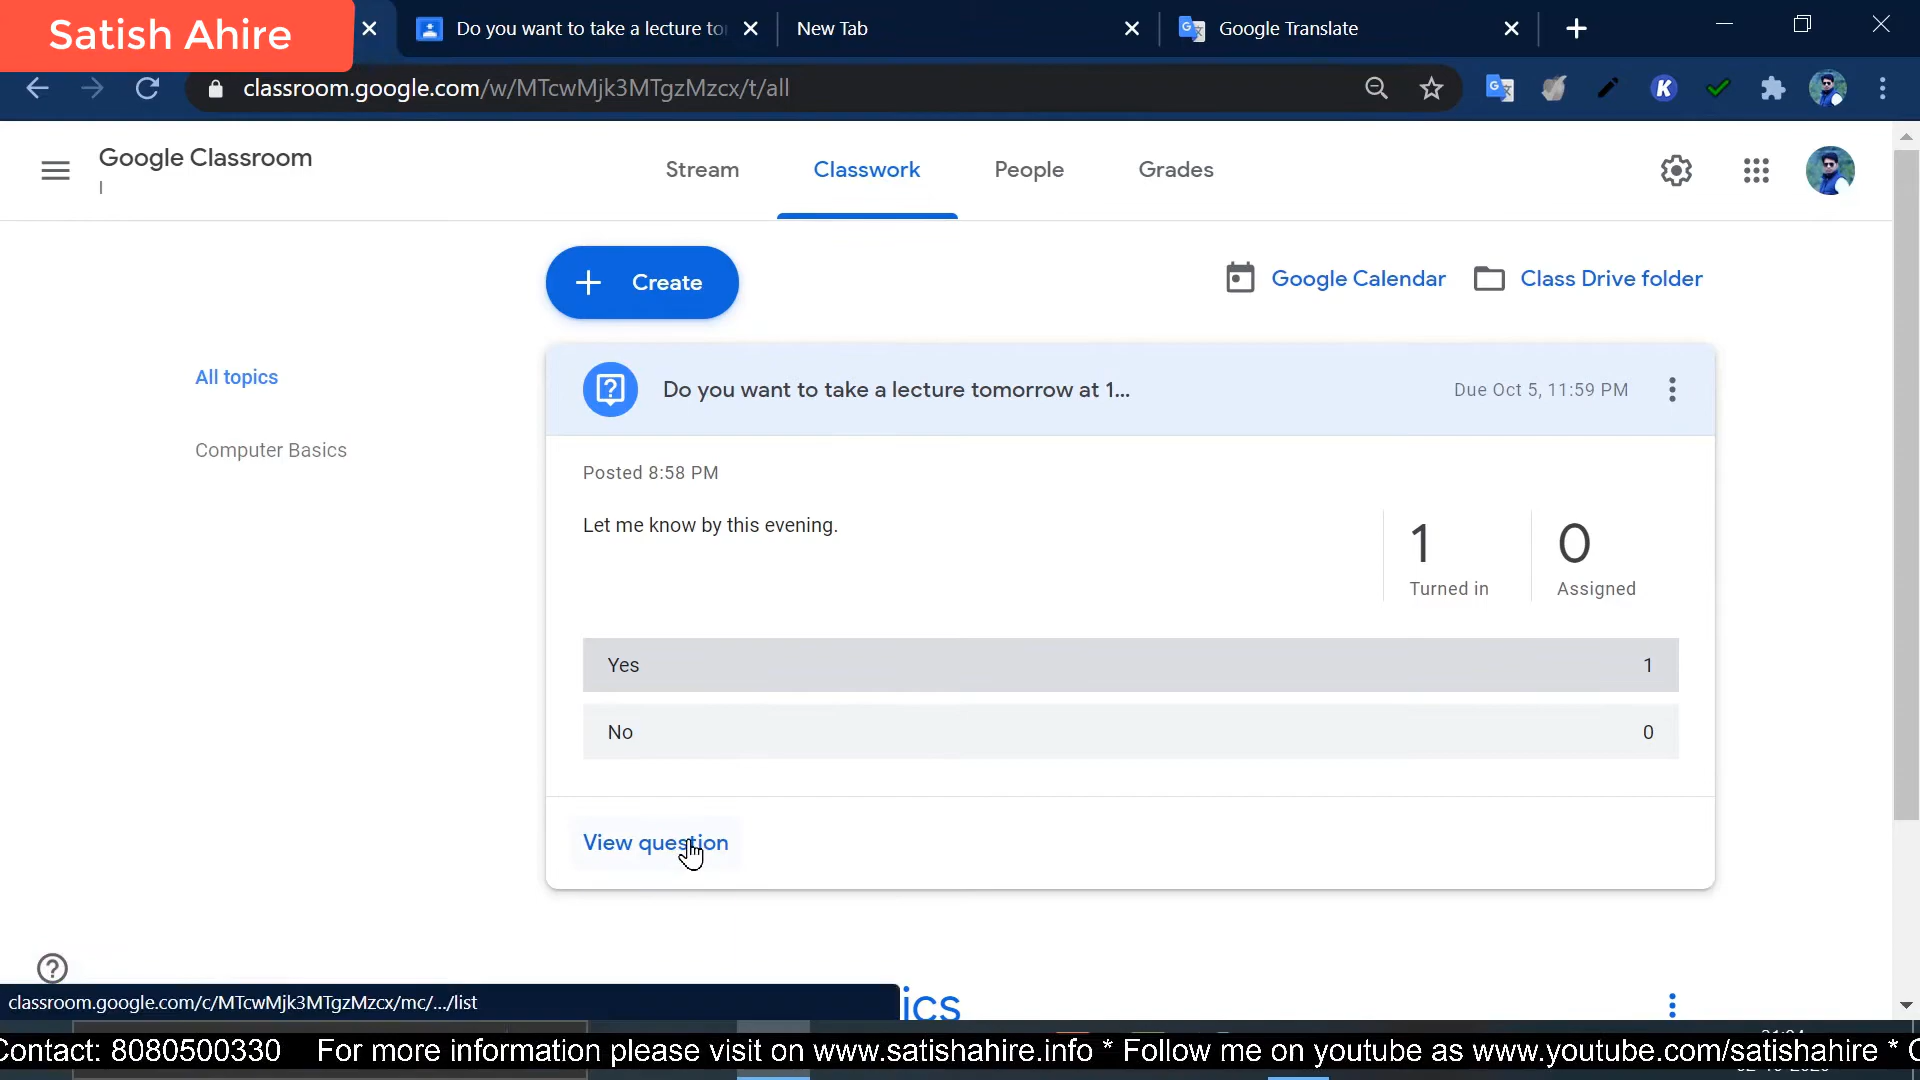 Satish Ahire
Do you want to take a lecture to
New Tab
Google Translate
classroom.google.com/w/MTcwMjk3MTgzMzcx/t/all
Google Classroom
I
Stream
Classwork
People
Grades
Create
Google Calendar
Class Drive folder
All topics
Computer Basics
Do you want to take a lecture tomorrow at 1...
Due Oct 5, 11:59 PM
Posted 8:58 PM
Let me know by this evening.
1
Turned in
0
Assigned
Yes 1
No 0
View question
classroom.google.com/c/MTcwMjk3MTgzMzcx/mc/.../list
ics
Contact: 8080500330 For more information please visit on www.satishahire.info * Follow me on youtube as www.youtube.com/satishahire *